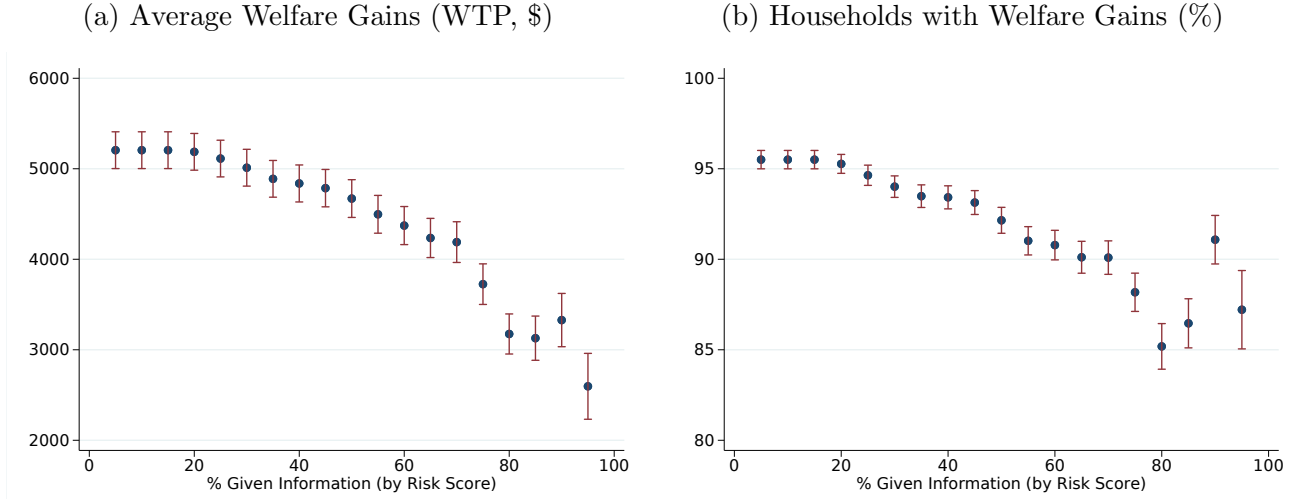 (a) Average Welfare Gains (WTP, $)
6000
5000
4000
3000
2000
0 20 40 60 80 100
% Given Information (by Risk Score)
(b) Households with Welfare Gains (%)
100
95
90
85
80
0 20 40 60 80 100
% Given Information (by Risk Score)